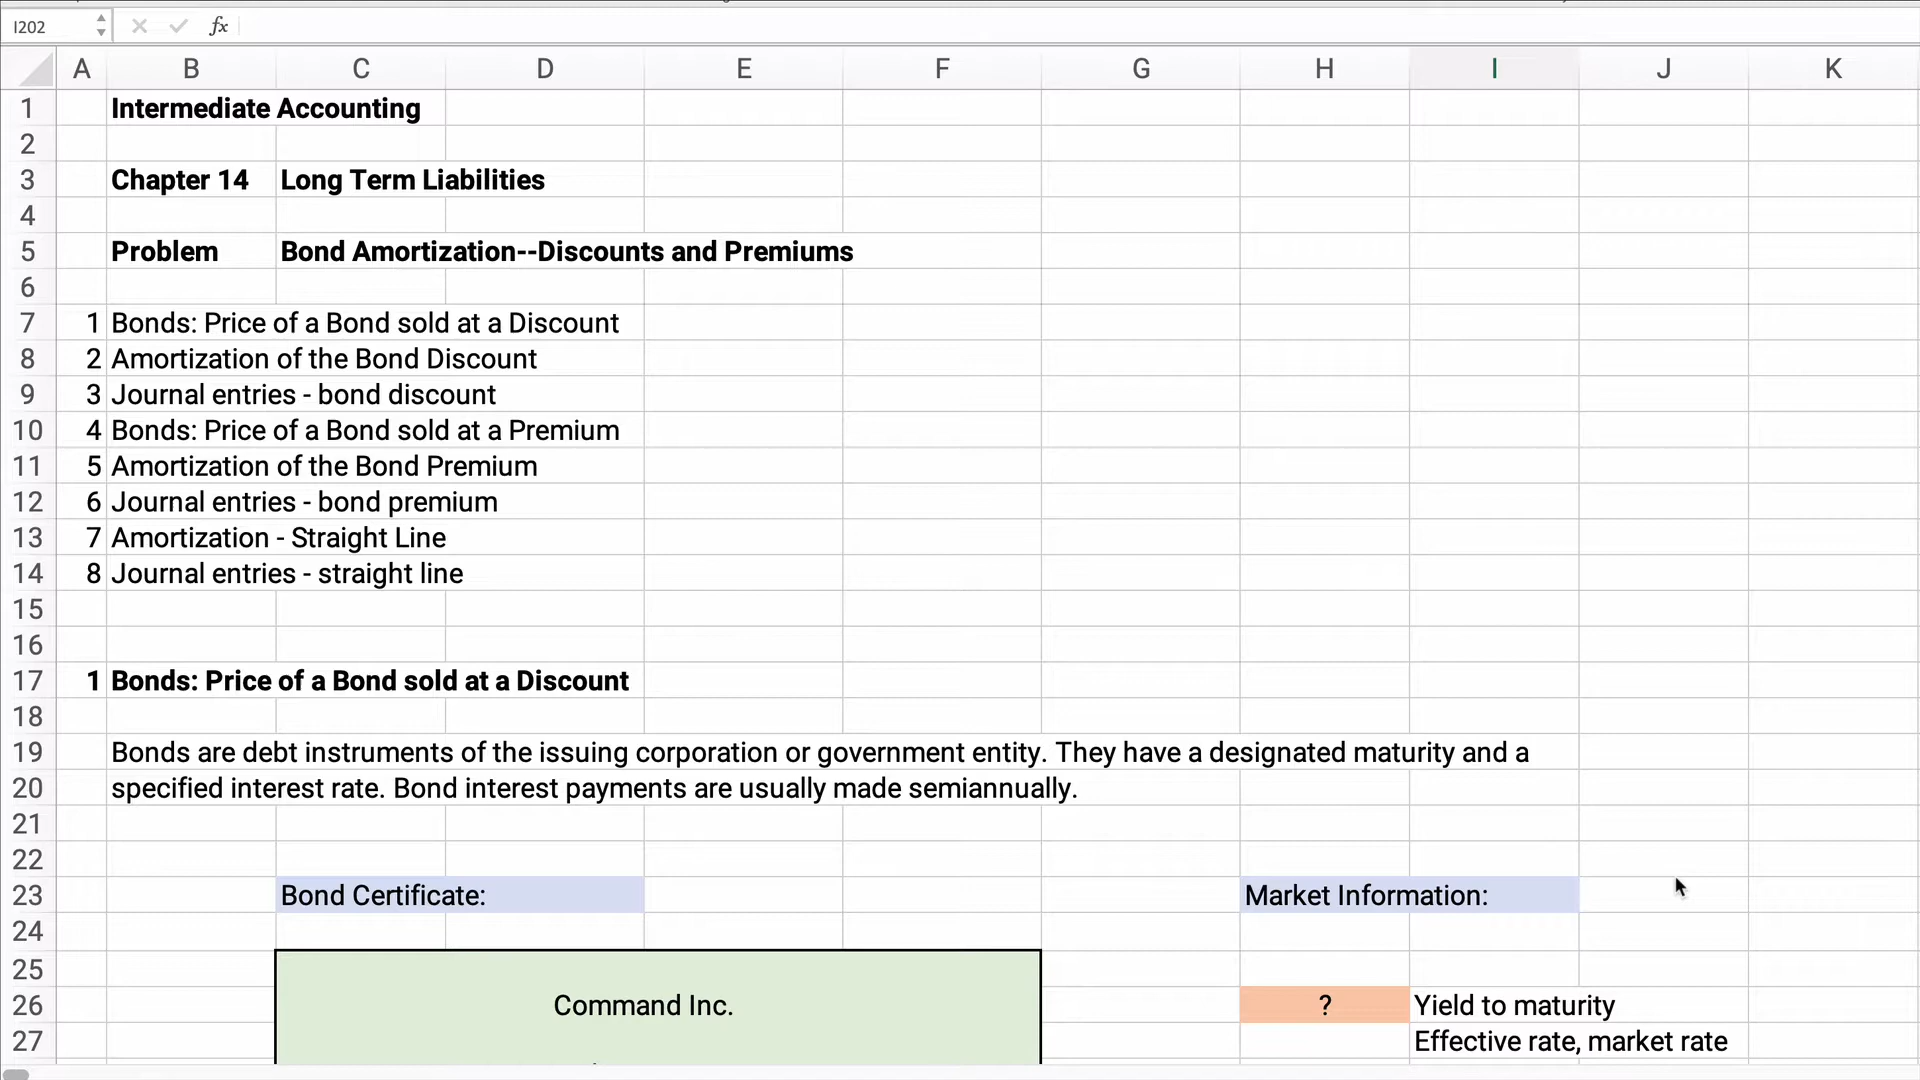 I202
fx
A B C D E F G H I J K
1 Intermediate Accounting
2
3 Chapter 14 Long Term Liabilities
4
5 Problem Bond Amortization--Discounts and Premiums
6
7 1 Bonds: Price of a Bond sold at a Discount
8 2 Amortization of the Bond Discount
9 3 Journal entries - bond discount
10 4 Bonds: Price of a Bond sold at a Premium
11 5 Amortization of the Bond Premium
12 6 Journal entries - bond premium
13 7 Amortization - Straight Line
14 8 Journal entries - straight line
15
16
17 1 Bonds: Price of a Bond sold at a Discount
18
19 Bonds are debt instruments of the issuing corporation or government entity. They have a designated maturity and a
20 specified interest rate. Bond interest payments are usually made semiannually.
21
22
23 Bond Certificate: Market Information:
24
25
26 Command Inc. ? Yield to maturity
27 Effective rate, market rate